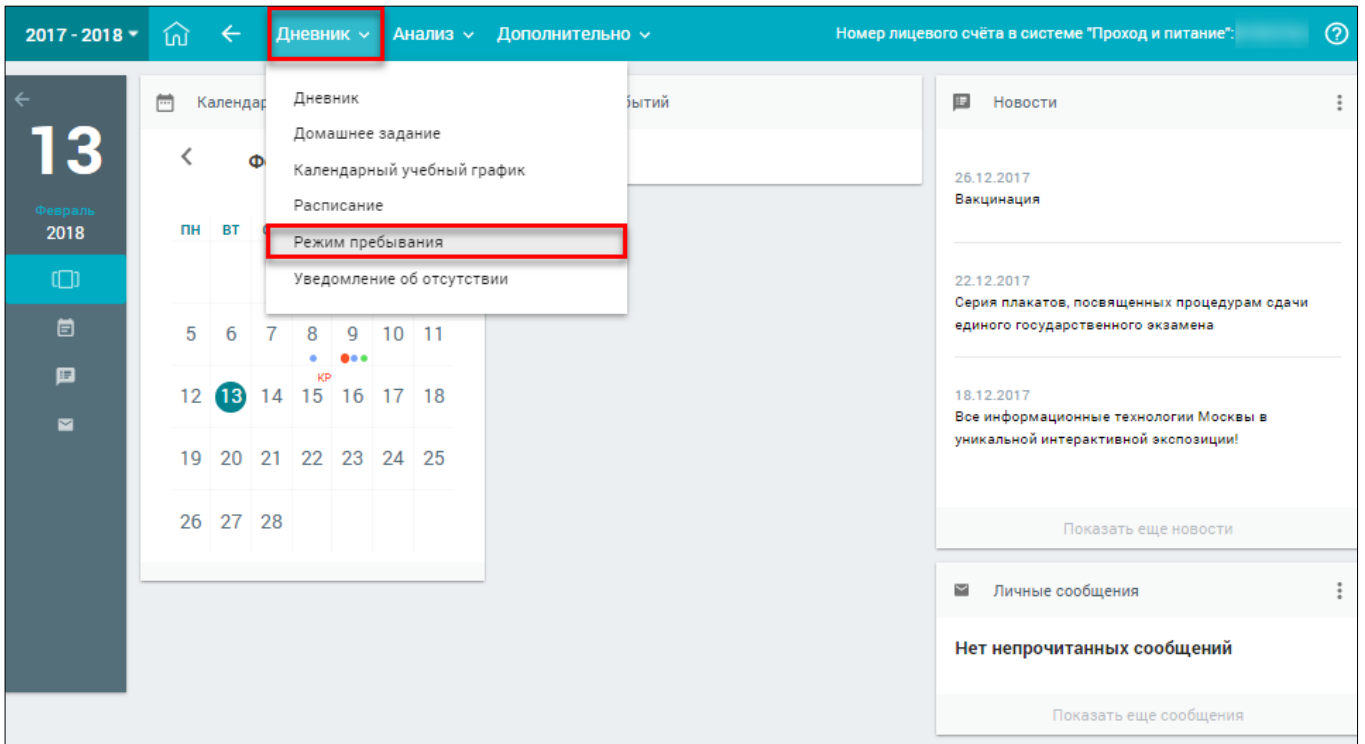 2017 - 2018
Дневник
Анализ
Дополнительно
Номер лицевого счёта в системе "Проход и питание":
13
Февраль
2018
Календар
Ф
ПН ВТ
5 6 7 8 9 10 11
КР
12 13 14 15 16 17 18
19 20 21 22 23 24 25
26 27 28
Дневник
Домашнее задание
Календарный учебный график
Расписание
Режим пребывания
Уведомление об отсутствии
бытий
Новости
26.12.2017
Вакцинация
22.12.2017
Серия плакатов, посвященных процедурам сдачи
единого государственного экзамена
18.12.2017
Все информационные технологии Москвы в
уникальной интерактивной экспозиции!
Показать еще новости
Личные сообщения
Нет непрочитанных сообщений
Показать еще сообщения